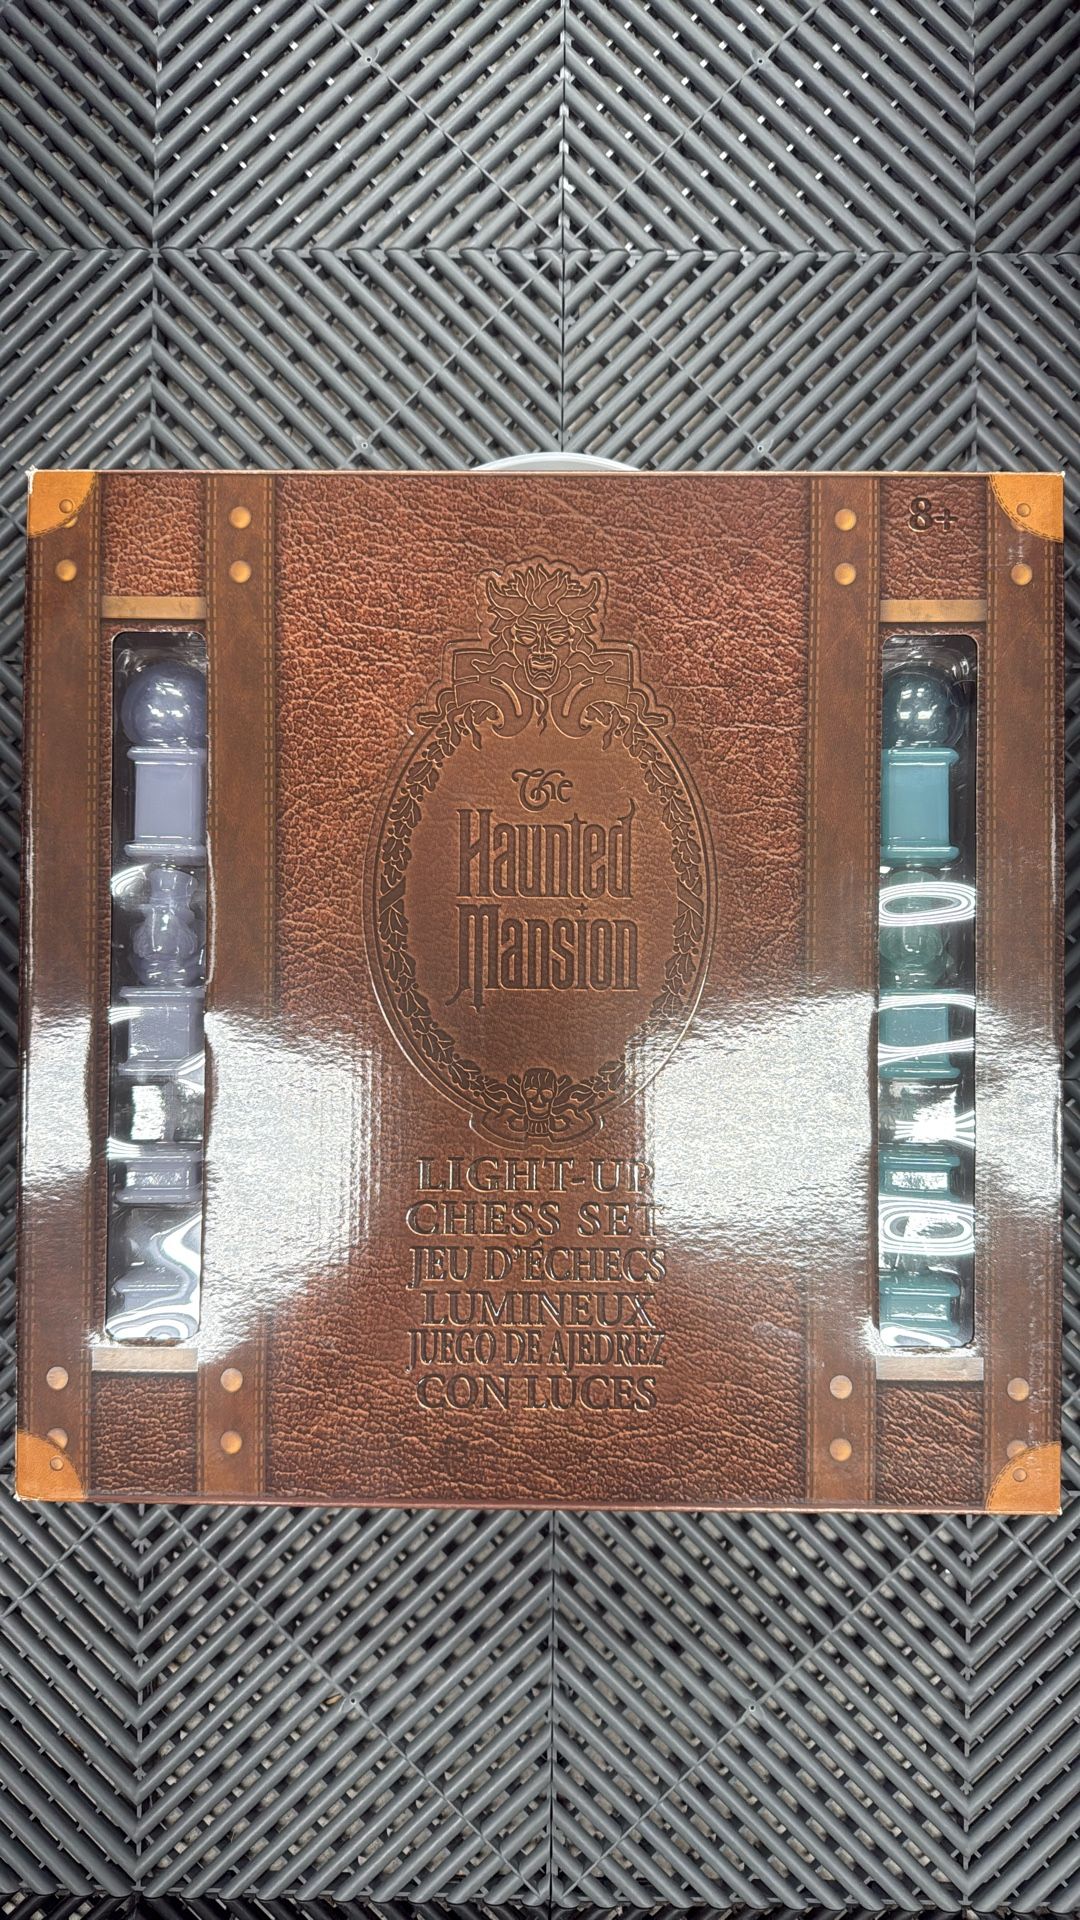 8+
The
Haunted
Mansion
LIGHT-UP
CHESS SET
JEU D'ÉCHECS
LUMINEUX
JUEGO DE AJEDREZ
CON LUCES